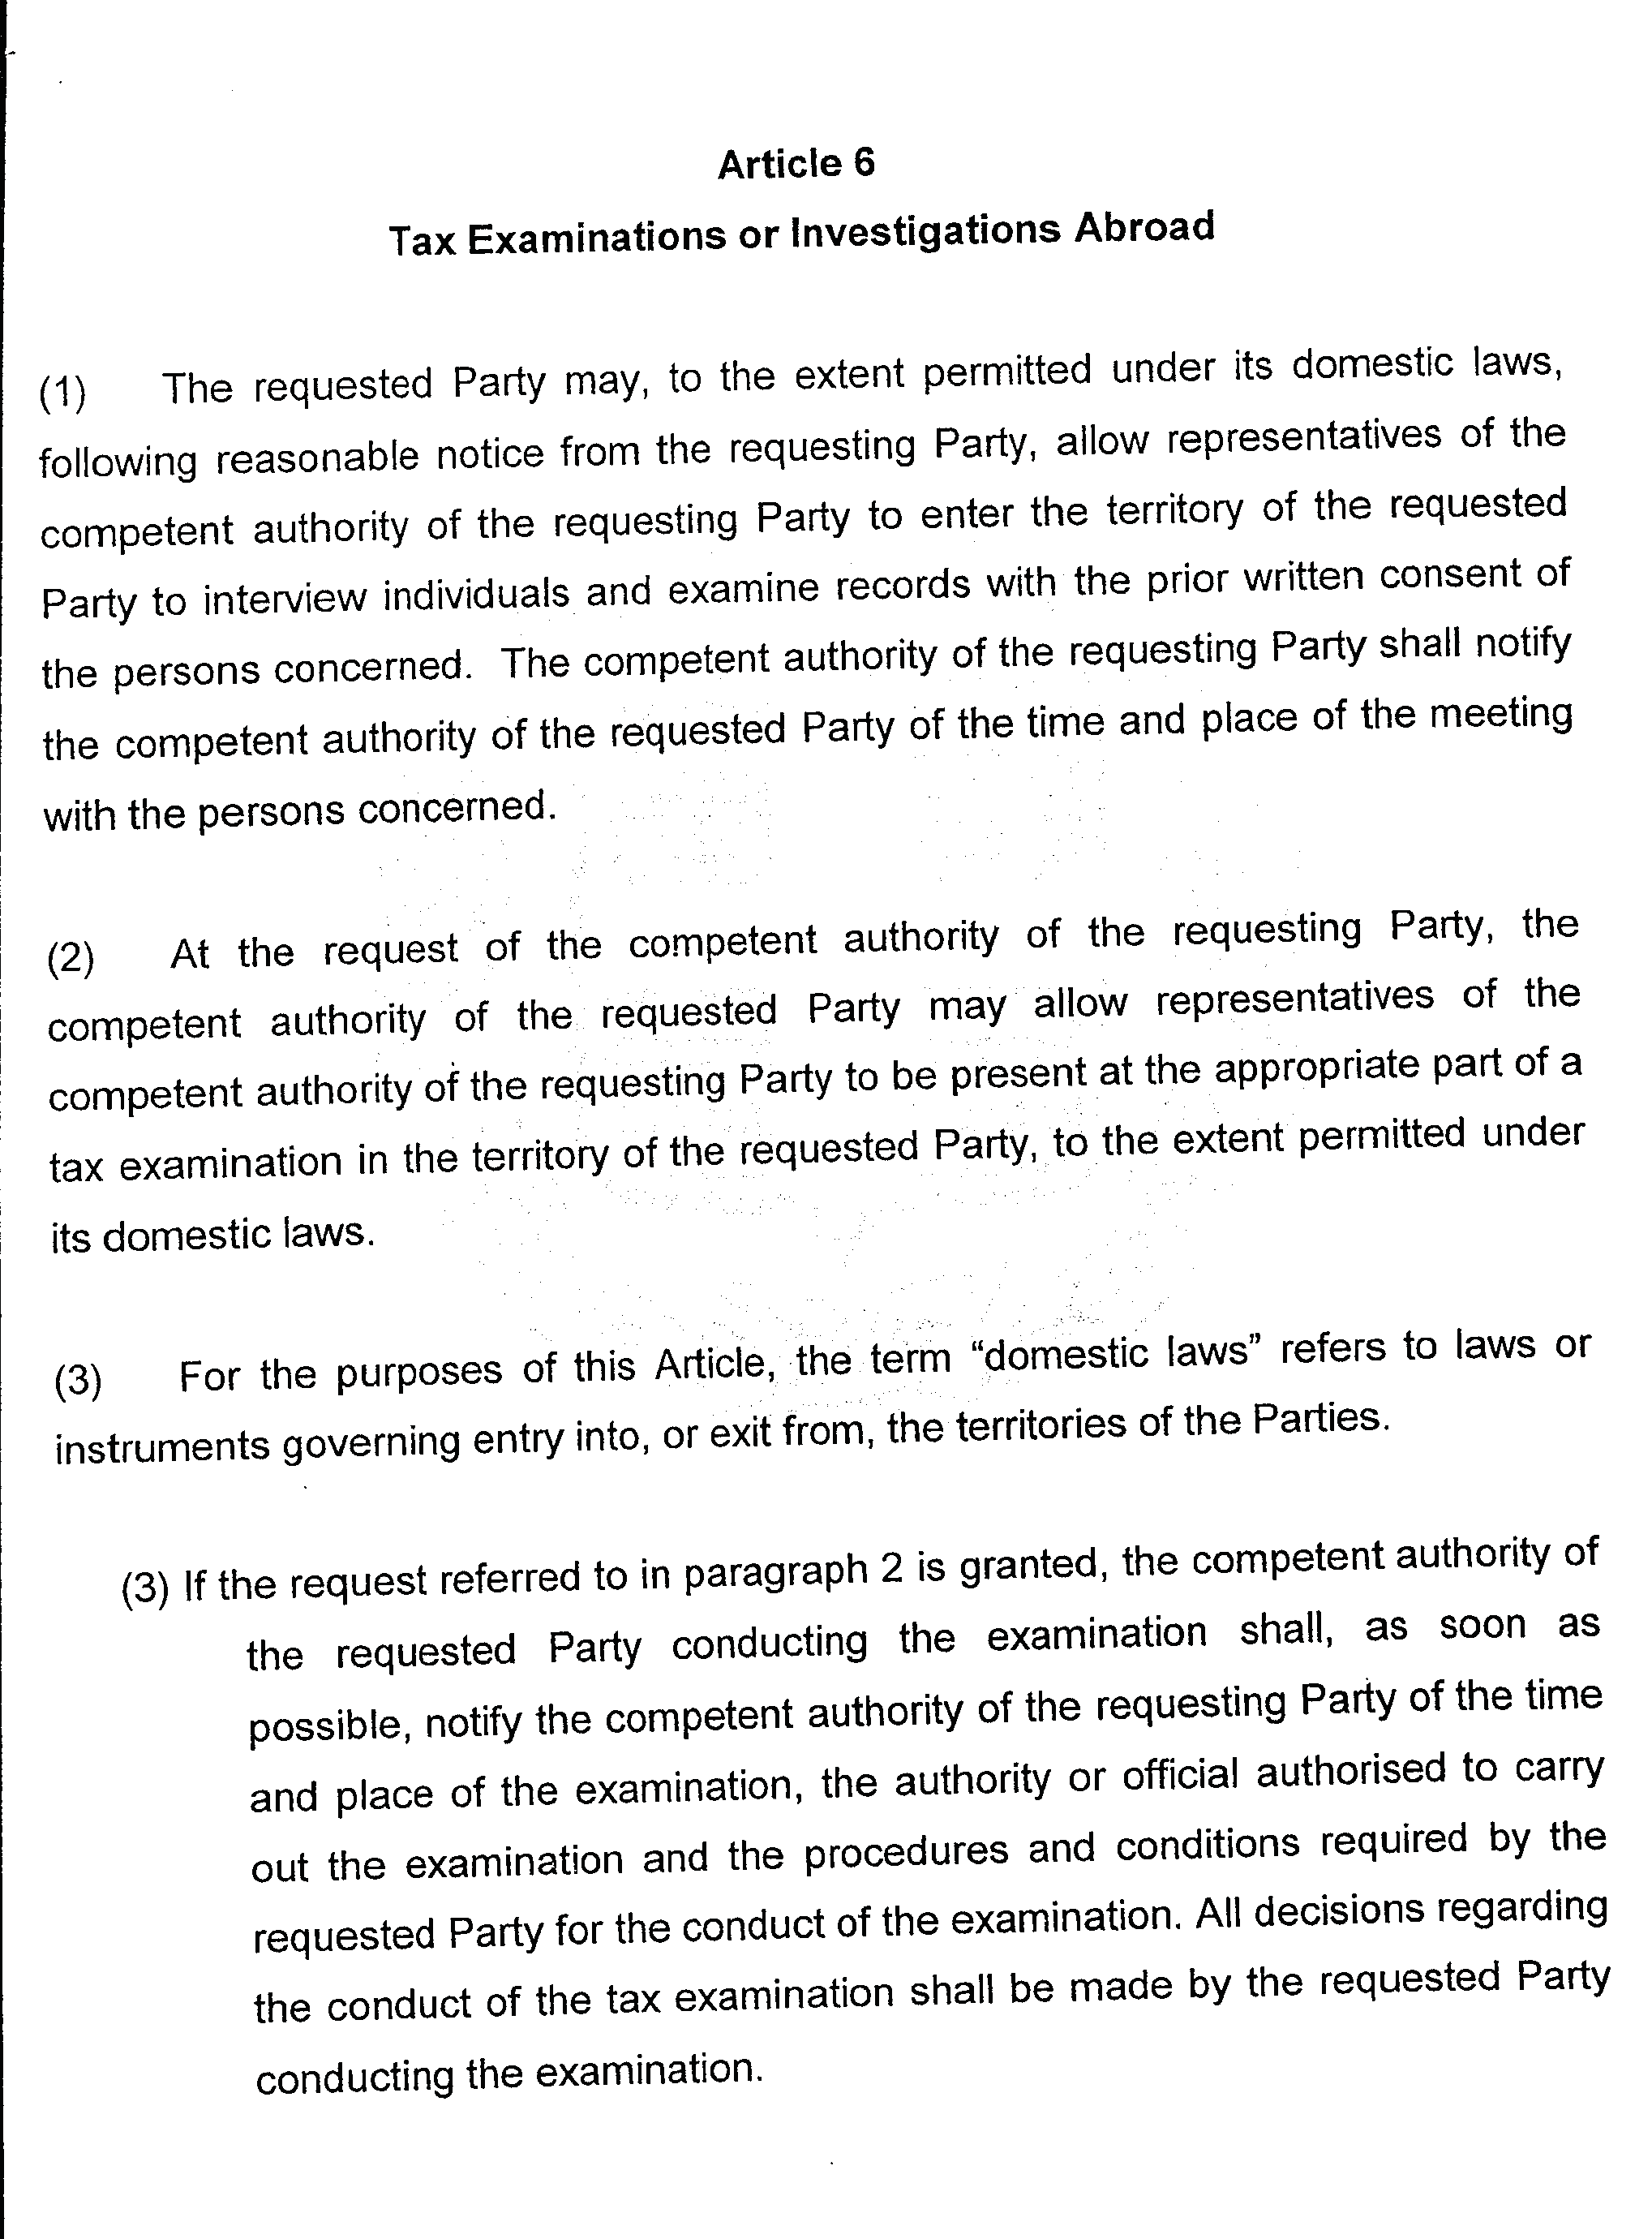 Article 6
Tax Examinations or Investigations Abroad
(1) The requested Party may, to the extent permitted under its domestic laws,
following reasonable notice from the requesting Party, allow representatives of the
competent authority of the requesting Party to enter the territory of the requested
Party to interview individuals and examine records with the prior written consent of
the persons concerned. The competent authority of the requesting Party shall notify
the competent authority of the requested Party of the time and place of the meeting
with the persons concerned.
(2) At the request of the competent authority of the requesting Party, the
competent authority of the requested Party may allow representatives of the
competent authority of the requesting Party to be present at the appropriate part of a
tax examination in the territory of the requested Party, to the extent permitted under
its domestic laws.
(3) For the purposes of this Article, the term “domestic laws” refers to laws or
instruments governing entry into, or exit from, the territories of the Parties.
(3) If the request referred to in paragraph 2 is granted, the competent authority of
the requested Party conducting the examination shall, as soon as
possible, notify the competent authority of the requesting Party of the time
and place of the examination, the authority or official authorised to carry
out the examination and the procedures and conditions required by the
requested Party for the conduct of the examination. All decisions regarding
the conduct of the tax examination shall be made by the requested Party
conducting the examination.